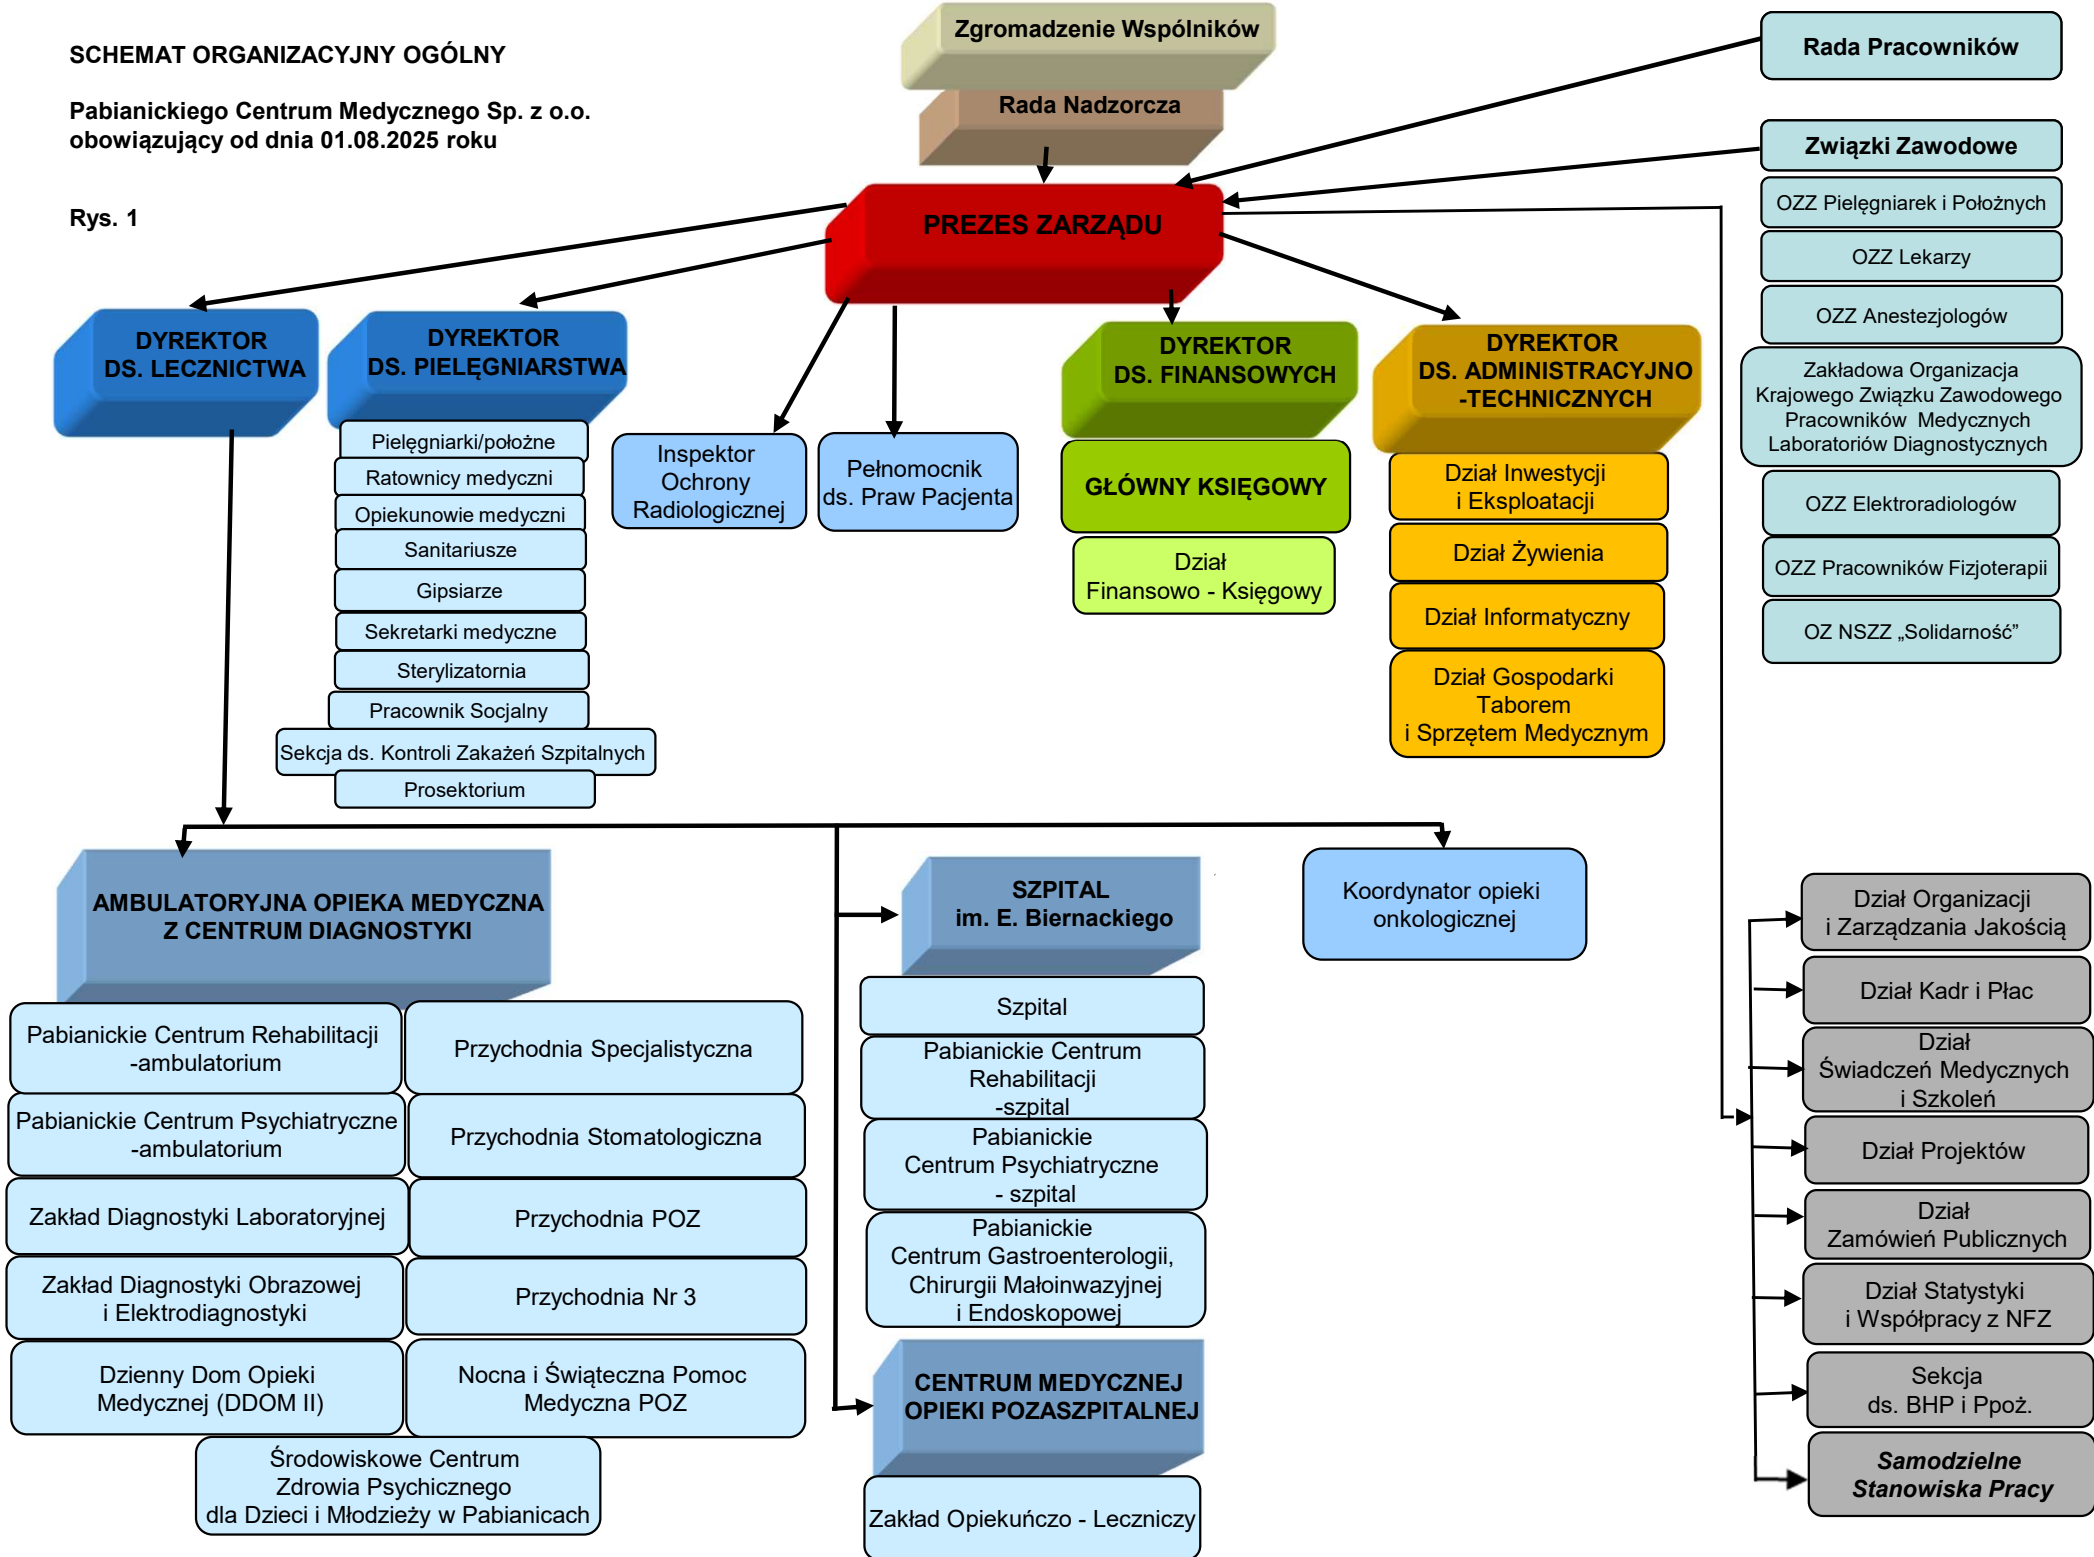 SCHEMAT ORGANIZACYJNY OGÓLNY
Pabianickiego Centrum Medycznego Sp. z o.o.
obowiązujący od dnia 01.08.2025 roku
Rys. 1
Zgromadzenie Wspólników
Rada Nadzorcza
PREZES ZARZĄDU
Rada Pracowników
Związki Zawodowe
OZZ Pielęgniarek i Położnych
OZZ Lekarzy
OZZ Anestezjologów
Zakładowa Organizacja
Krajowego Związku Zawodowego
Pracowników Medycznych
Laboratoriów Diagnostycznych
OZZ Elektroradiologów
OZZ Pracowników Fizjoterapii
OZ NSZZ „Solidarność”
DYREKTOR
DS. LECZNICTWA
DYREKTOR
DS. PIELĘGNIARSTWA
Pielęgniarki/położne
Ratownicy medyczni
Opiekunowie medyczni
Sanitariusze
Gipsiarze
Sekretarki medyczne
Sterylizatornia
Pracownik Socjalny
Sekcja ds. Kontroli Zakażeń Szpitalnych
Prosektorium
Inspektor
Ochrony
Radiologicznej
Pełnomocnik
ds. Praw Pacjenta
DYREKTOR
DS. FINANSOWYCH
GŁÓWNY KSIĘGOWY
Dział
Finansowo - Księgowy
DYREKTOR
DS. ADMINISTRACYJNO
-TECHNICZNYCH
Dział Inwestycji
i Eksploatacji
Dział Żywienia
Dział Informatyczny
Dział Gospodarki
Taborem
i Sprzętem Medycznym
AMBULATORYJNA OPIEKA MEDYCZNA
Z CENTRUM DIAGNOSTYKI
Pabianickie Centrum Rehabilitacji
-ambulatorium
Przychodnia Specjalistyczna
Pabianickie Centrum Psychiatryczne
-ambulatorium
Przychodnia Stomatologiczna
Zakład Diagnostyki Laboratoryjnej
Przychodnia POZ
Zakład Diagnostyki Obrazowej
i Elektrodiagnostyki
Przychodnia Nr 3
Dzienny Dom Opieki
Medycznej (DDOM II)
Nocna i Świąteczna Pomoc
Medyczna POZ
Środowiskowe Centrum
Zdrowia Psychicznego
dla Dzieci i Młodzieży w Pabianicach
SZPITAL
im. E. Biernackiego
Szpital
Pabianickie Centrum
Rehabilitacji
-szpital
Pabianickie
Centrum Psychiatryczne
- szpital
Pabianickie
Centrum Gastroenterologii,
Chirurgii Małoinwazyjnej
i Endoskopowej
CENTRUM MEDYCZNEJ
OPIEKI POZASZPITALNEJ
Zakład Opiekuńczo - Leczniczy
Koordynator opieki
onkologicznej
Dział Organizacji
i Zarządzania Jakością
Dział Kadr i Płac
Dział
Świadczeń Medycznych
i Szkoleń
Dział Projektów
Dział
Zamówień Publicznych
Dział Statystyki
i Współpracy z NFZ
Sekcja
ds. BHP i Ppoż.
Samodzielne
Stanowiska Pracy